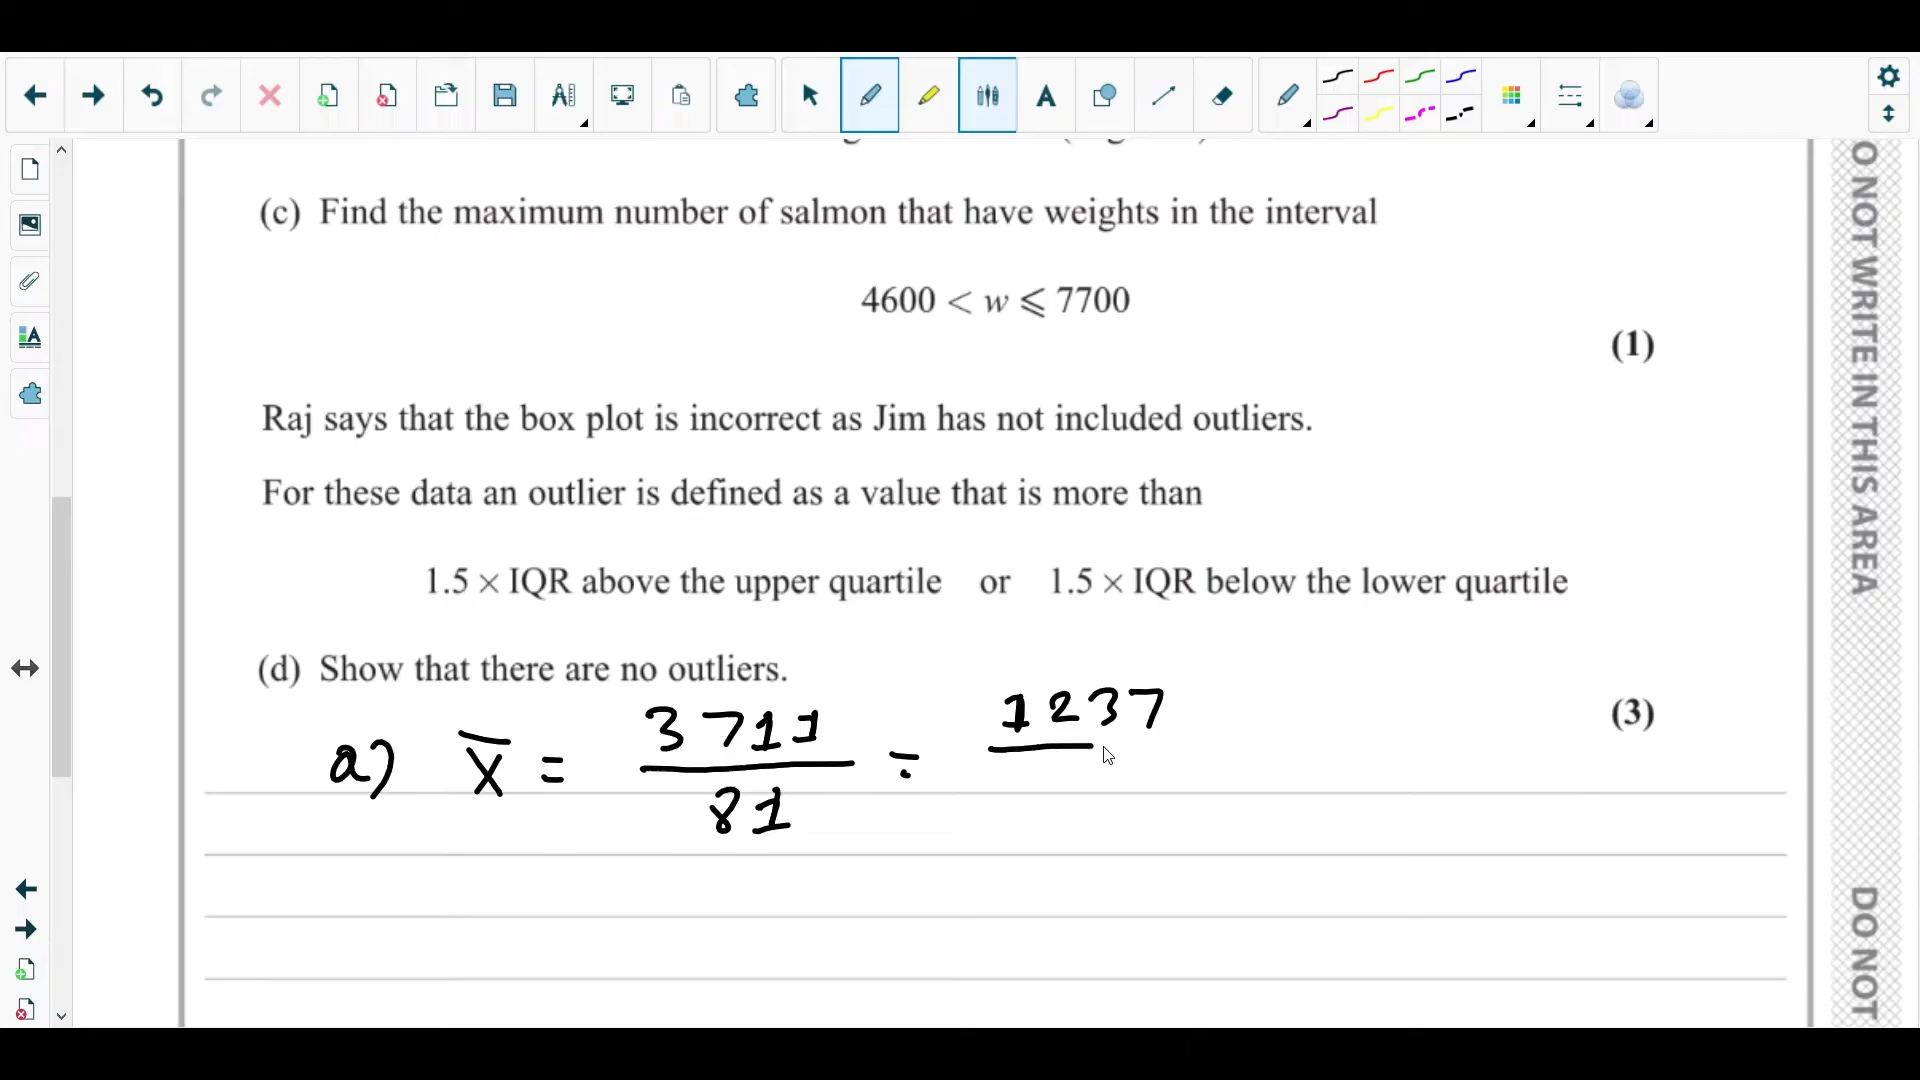 (c) Find the maximum number of salmon that have weights in the interval
4600 < w ⩽ 7700
(1)
Raj says that the box plot is incorrect as Jim has not included outliers.
For these data an outlier is defined as a value that is more than
1.5 × IQR above the upper quartile or 1.5 × IQR below the lower quartile
(d) Show that there are no outliers.
(3)
a) x̄ = 3711/81 ÷ 1237
O NOT WRITE IN THIS AREA
DO NOT